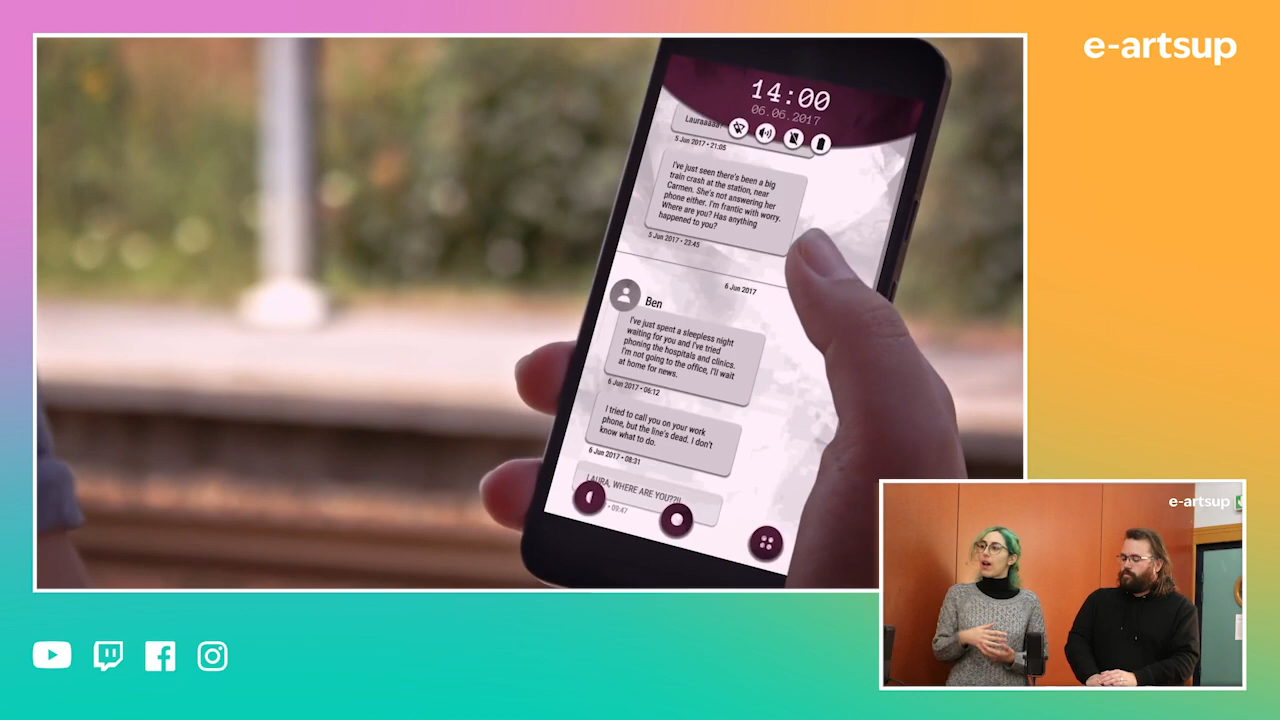 e-artsup
14:00
06.06.2017
Lauraaaaa?
5 Jun 2017 • 21:05
I've just seen there's been a big
train crash at the station, near
Carmen. She's not answering her
phone either. I'm frantic with worry.
Where are you? Has anything
happened to you?
5 Jun 2017 • 23:45
6 Jun 2017
Ben
I've just spent a sleepless night
waiting for you and I've tried
phoning the hospitals and clinics.
I'm not going to the office, I'll wait
at home for news.
6 Jun 2017 • 06:12
I tried to call you on your work
phone, but the line's dead. I don't
know what to do.
6 Jun 2017 • 08:31
LAURA, WHERE ARE YOU??!!
• 09:47
e-artsup